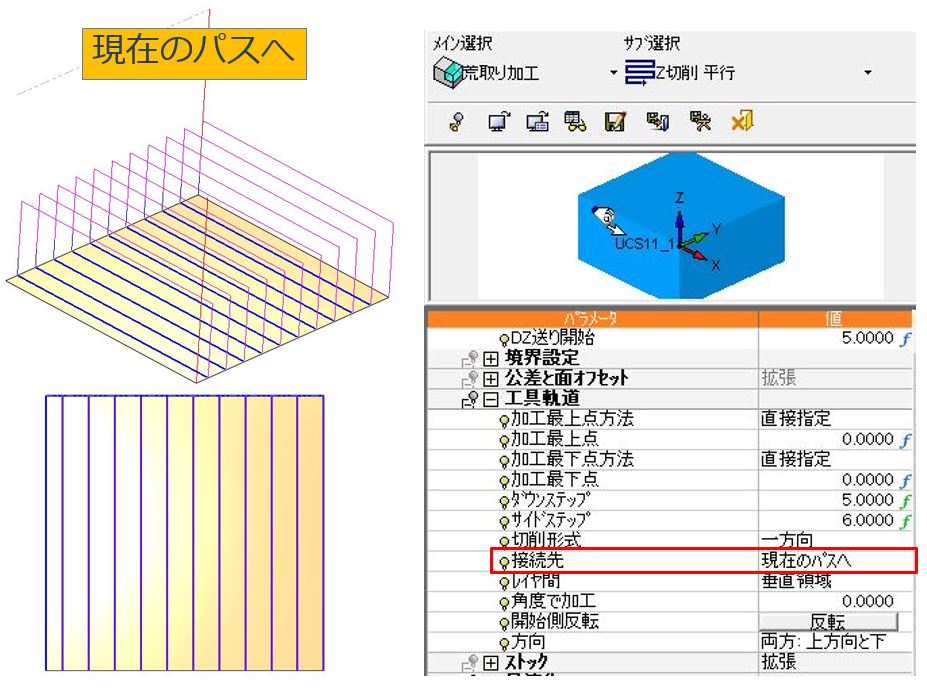 現在のパスへ
メイン選択 サブ選択
荒取り加工 Z切削 平行
Z
Y
UCS11_1
X
パラメータ 値
DZ送り開始 5.0000 f
境界設定
公差と面オフセット 拡張
工具軌道
加工最上点方法 直接指定
加工最上点 0.0000 f
加工最下点方法 直接指定
加工最下点 0.0000 f
ダウンステップ 5.0000 f
サイドステップ 6.0000 f
切削形式 一方向
接続先 現在のパスへ
レイヤ間 垂直領域
角度で加工 0.0000
開始側反転 反転
方向 両方: 上方向と下
ストック 拡張